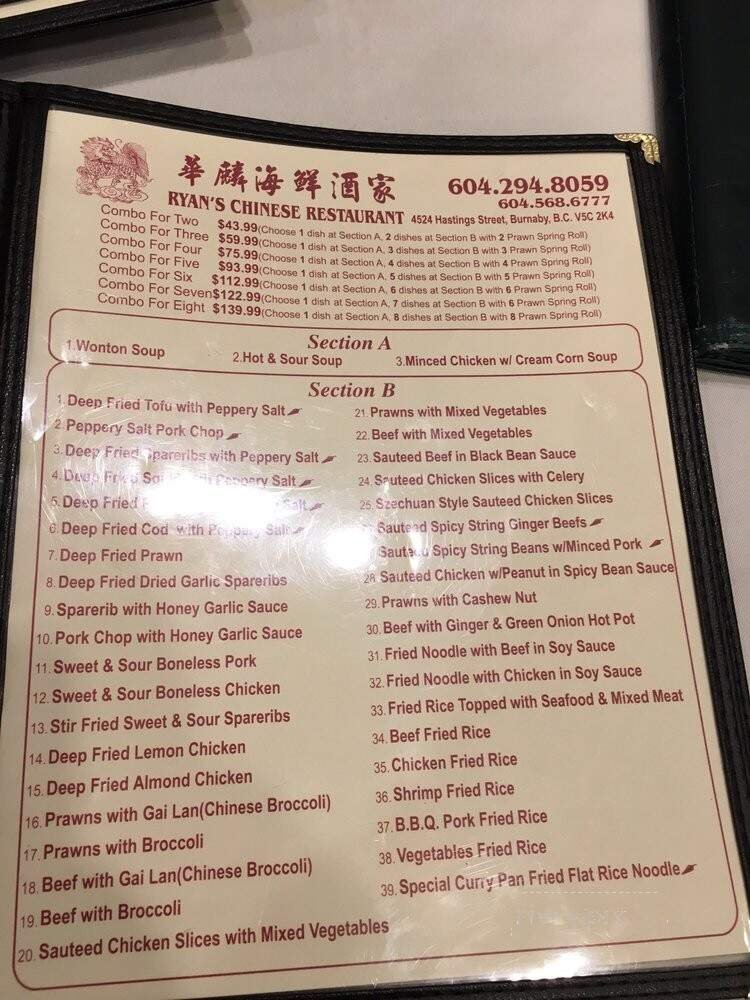 華麟海鮮酒家
604.294.8059
604.568.6777
RYAN'S CHINESE RESTAURANT 4524 Hastings Street, Burnaby, B.C. V5C 2K4
Combo For Two $43.99(Choose 1 dish at Section A, 2 dishes at Section B with 2 Prawn Spring Roll)
Combo For Three $59.99(Choose 1 dish at Section A, 3 dishes at Section B with 3 Prawn Spring Roll)
Combo For Four $75.99(Choose 1 dish at Section A, 4 dishes at Section B with 4 Prawn Spring Roll)
Combo For Five $93.99(Choose 1 dish at Section A, 5 dishes at Section B with 5 Prawn Spring Roll)
Combo For Six $112.99(Choose 1 dish at Section A, 6 dishes at Section B with 6 Prawn Spring Roll)
Combo For Seven$122.99(Choose 1 dish at Section A, 7 dishes at Section B with 6 Prawn Spring Roll)
Combo For Eight $139.99(Choose 1 dish at Section A, 8 dishes at Section B with 8 Prawn Spring Roll)
Section A
1.Wonton Soup
2.Hot & Sour Soup
3.Minced Chicken w/ Cream Corn Soup
Section B
1.Deep Fried Tofu with Peppery Salt
2.Peppery Salt Pork Chop
3.Deep Fried Spareribs with Peppery Salt
4.Deep Fried with Peppery Salt
5.Deep Fried Salt
6.Deep Fried Cod with Peppery Salt
7.Deep Fried Prawn
8.Deep Fried Dried Garlic Spareribs
9.Sparerib with Honey Garlic Sauce
10.Pork Chop with Honey Garlic Sauce
11.Sweet & Sour Boneless Pork
12.Sweet & Sour Boneless Chicken
13.Stir Fried Sweet & Sour Spareribs
14.Deep Fried Lemon Chicken
15.Deep Fried Almond Chicken
16.Prawns with Gai Lan(Chinese Broccoli)
17.Prawns with Broccoli
18.Beef with Gai Lan(Chinese Broccoli)
19.Beef with Broccoli
20.Sauteed Chicken Slices with Mixed Vegetables
21.Prawns with Mixed Vegetables
22.Beef with Mixed Vegetables
23.Sauteed Beef in Black Bean Sauce
24.Sauteed Chicken Slices with Celery
25.Szechuan Style Sauteed Chicken Slices
Sautead Spicy String Ginger Beefs
Sauteed Spicy String Beans w/Minced Pork
28.Sauteed Chicken w/Peanut in Spicy Bean Sauce
29.Prawns with Cashew Nut
30.Beef with Ginger & Green Onion Hot Pot
31.Fried Noodle with Beef in Soy Sauce
32.Fried Noodle with Chicken in Soy Sauce
33.Fried Rice Topped with Seafood & Mixed Meat
34.Beef Fried Rice
35.Chicken Fried Rice
36.Shrimp Fried Rice
37.B.B.Q. Pork Fried Rice
38.Vegetables Fried Rice
39.Special Curry Pan Fried Flat Rice Noodle